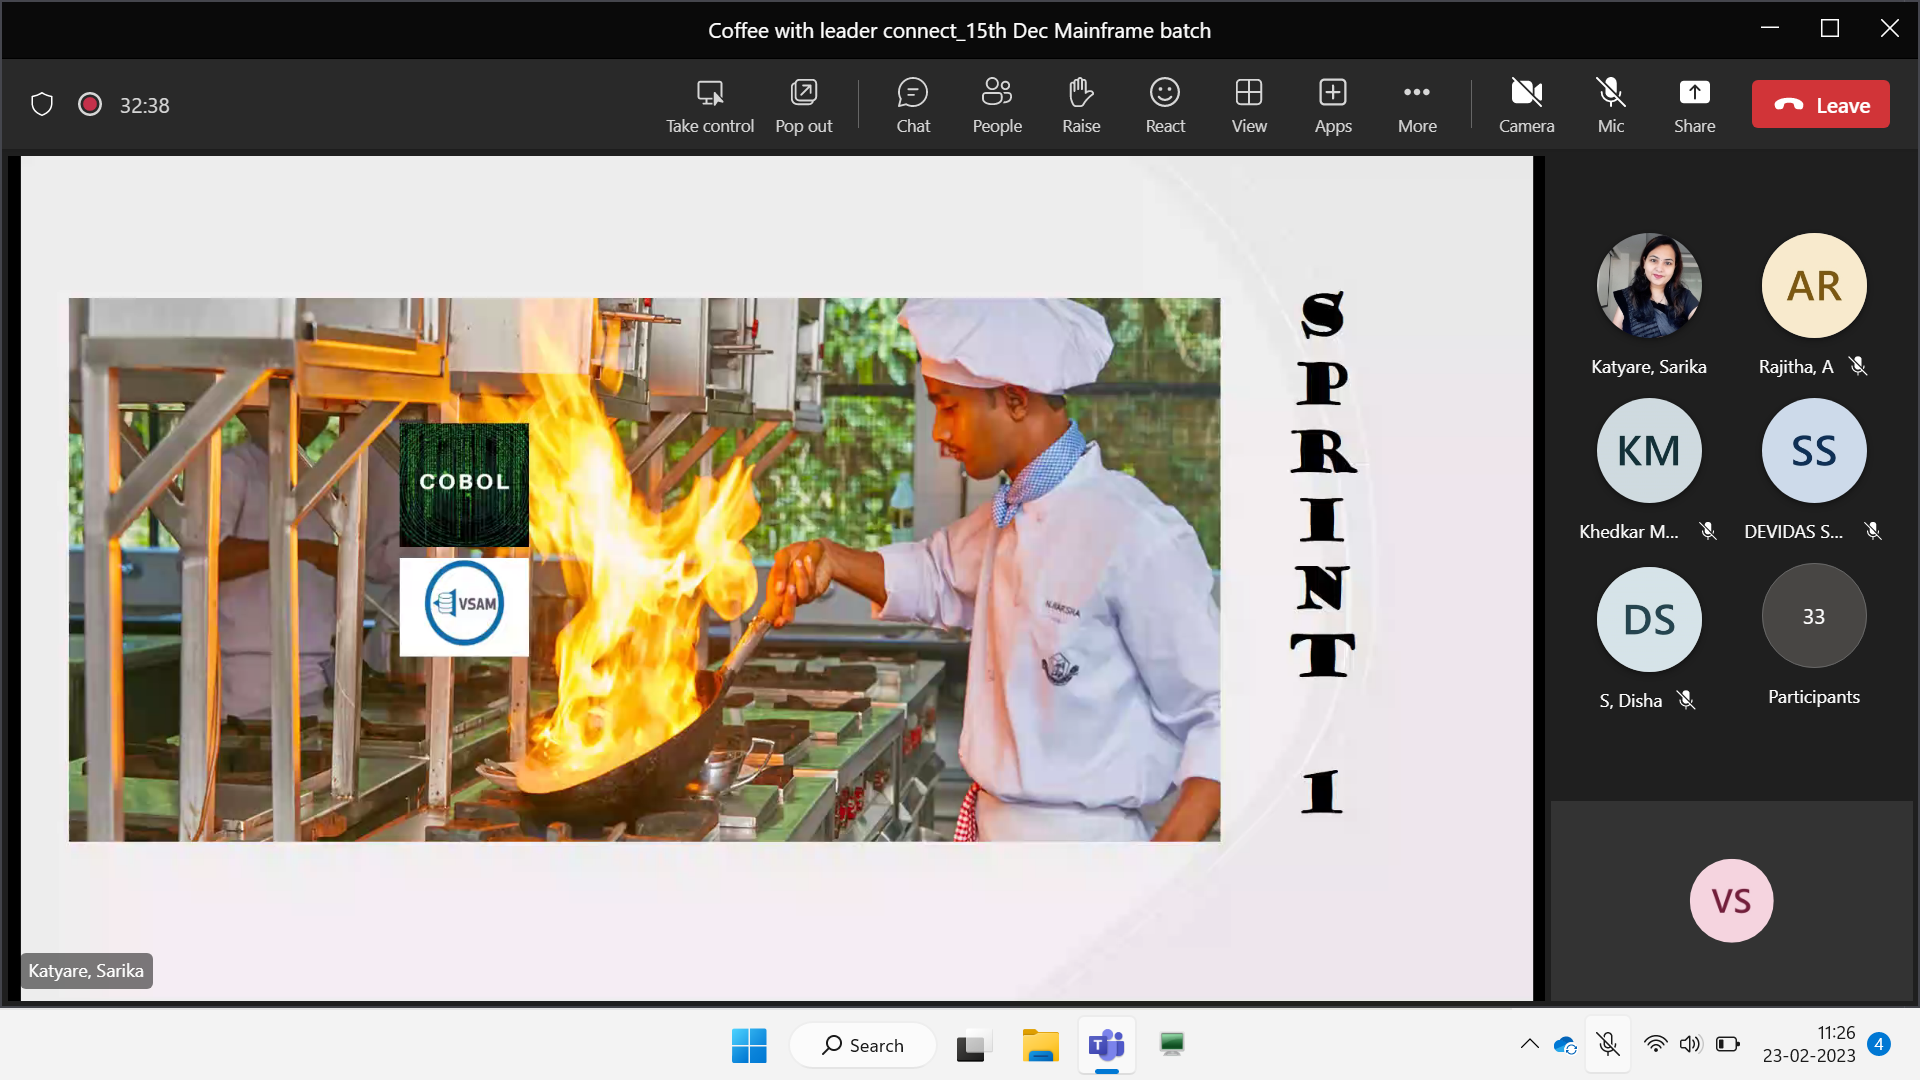 Coffee with leader connect_15th Dec Mainframe batch
32:38
Take control
Pop out
Chat
People
Raise
React
View
Apps
More
Camera
Mic
Share
Leave
COBOL
VSAM
N.HARSHA
SPRINT 1
Katyare, Sarika
AR
Rajitha, A
KM
Khedkar M...
SS
DEVIDAS S...
DS
S, Disha
33
Participants
VS
Katyare, Sarika
Search
11:26
23-02-2023
4